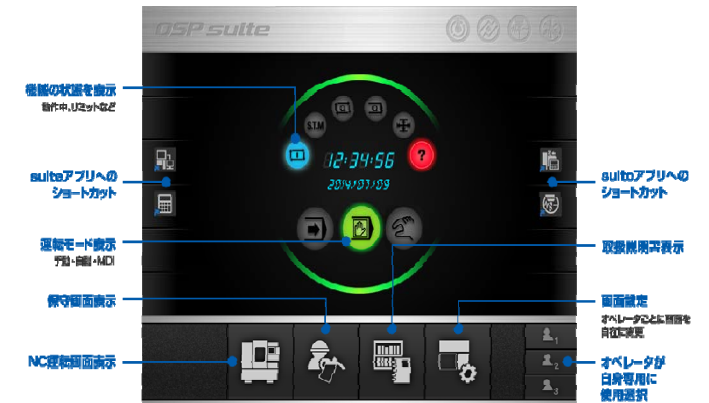 OSP suite
機械の状態を表示
動作中、リミットなど
S.T.M
12:34:56
?
2014/07/09
suiteアプリへの
ショートカット
suiteアプリへの
ショートカット
運転モード表示
手動・自動・MDI
取扱説明書表示
保守画面表示
画面設定
オペレータごとに画面を
自在に変更
NC運転画面表示
1
2
3
オペレータが
自身専用に
使用選択